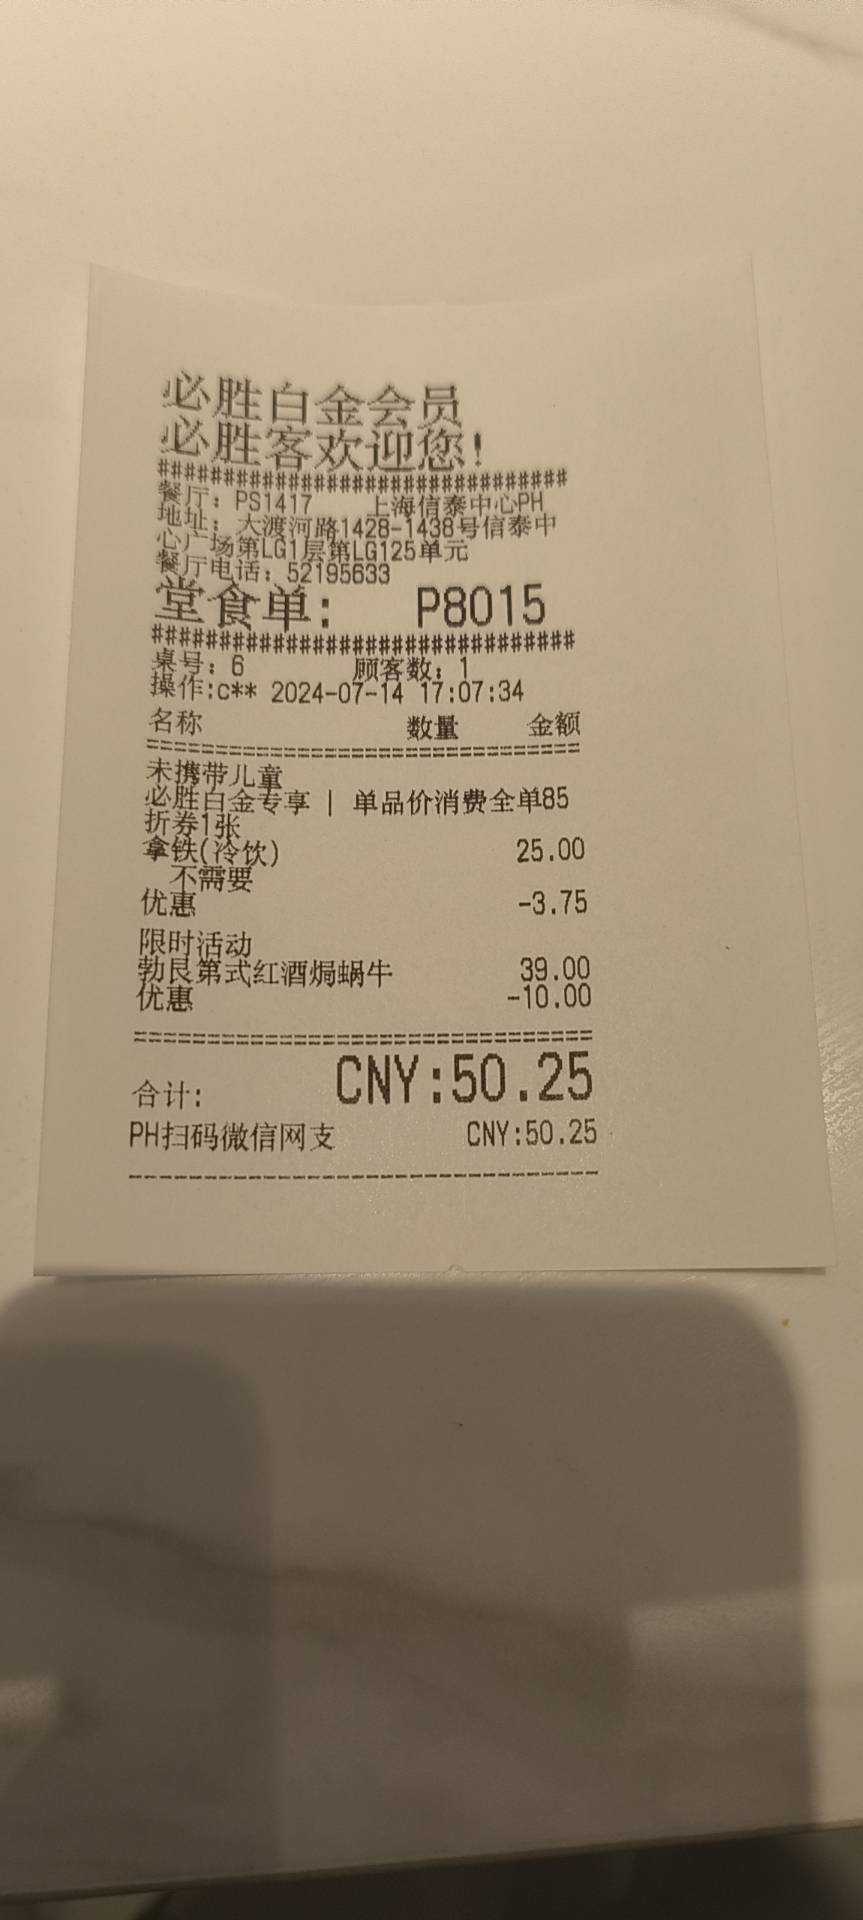 必胜白金会员
必胜客欢迎您!
################################
餐厅: PS1417 上海信泰中心PH
地址: 大渡河路1428-1438号信泰中
心广场第LG1层第LG125单元
餐厅电话: 52195633
堂食单: P8015
################################
桌号: 6 顾客数: 1
操作:c** 2024-07-14 17:07:34
名称 数量 金额
================================
未携带儿童
必胜白金专享 | 单品价消费全单85
折券1张
拿铁(冷饮) 25.00
不需要
优惠 -3.75
限时活动
勃艮第式红酒焗蜗牛 39.00
优惠 -10.00
================================
合计: CNY:50.25
PH扫码微信网支 CNY:50.25
--------------------------------